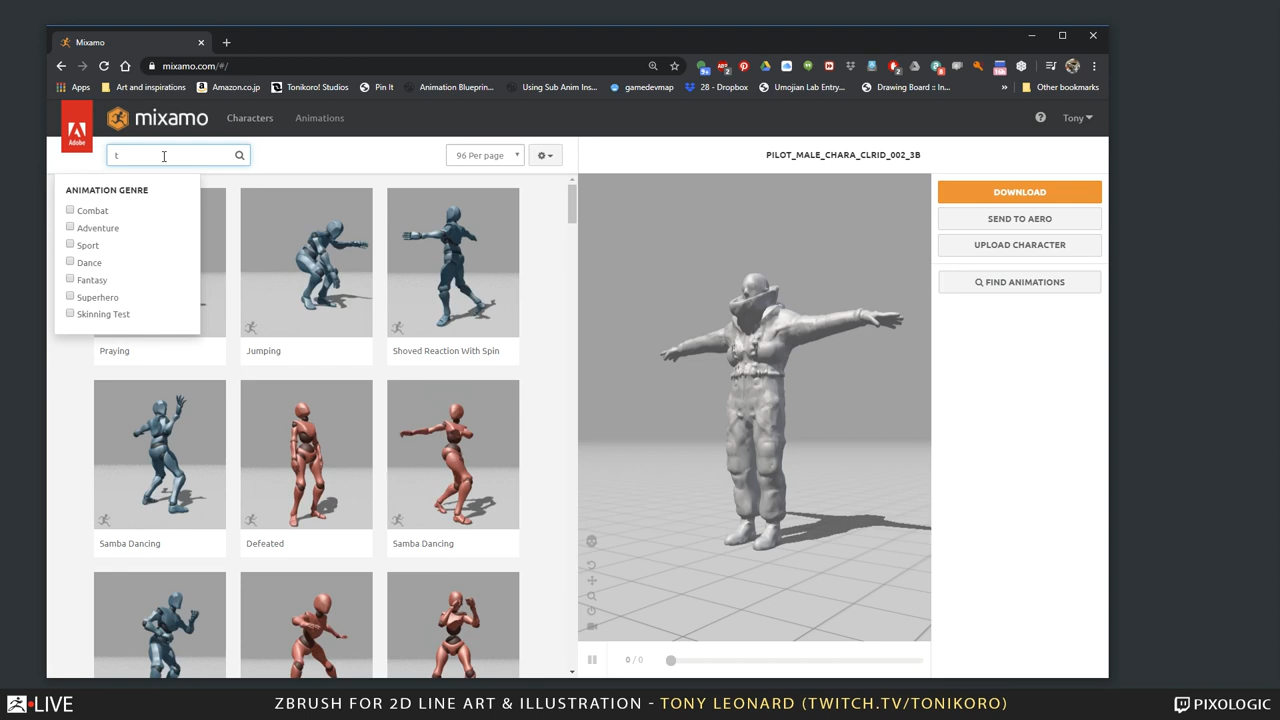 Mixamo
mixamo.com/#/
Apps
Art and inspirations
Amazon.co.jp
Tonikoro! Studios
Pin It
Animation Blueprin...
Using Sub Anim Ins...
gamedevmap
28 - Dropbox
Umojian Lab Entry...
Drawing Board :: In...
»
Other bookmarks
Adobe
mixamo
Characters
Animations
Tony
t
96 Per page
PILOT_MALE_CHARA_CLRID_002_3B
ANIMATION GENRE
Combat
Adventure
Sport
Dance
Fantasy
Superhero
Skinning Test
DOWNLOAD
SEND TO AERO
UPLOAD CHARACTER
FIND ANIMATIONS
Praying
Jumping
Shoved Reaction With Spin
Samba Dancing
Defeated
Samba Dancing
0 / 0
LIVE
ZBRUSH FOR 2D LINE ART & ILLUSTRATION - TONY LEONARD (TWITCH.TV/TONIKORO)
PIXOLOGIC